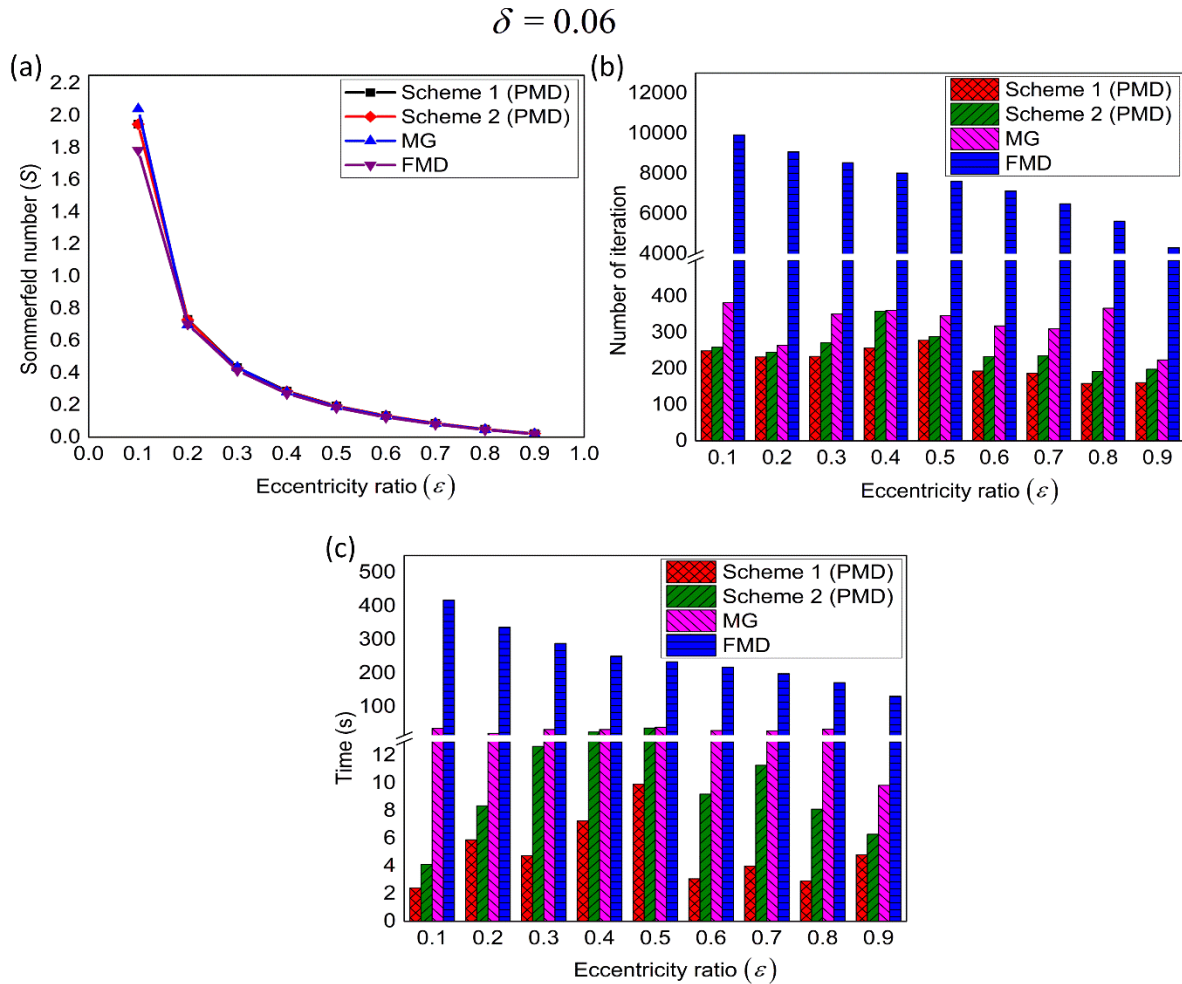 δ = 0.06
(a)
2.2
2.0
1.8
1.6
1.4
1.2
1.0
0.8
0.6
0.4
0.2
0.0
Sommerfeld number (S)
Scheme 1 (PMD)
Scheme 2 (PMD)
MG
FMD
0.0 0.1 0.2 0.3 0.4 0.5 0.6 0.7 0.8 0.9 1.0
Eccentricity ratio (ε)
(b)
12000
10000
8000
6000
4000
400
300
200
100
0
Number of iteration
Scheme 1 (PMD)
Scheme 2 (PMD)
MG
FMD
0.1 0.2 0.3 0.4 0.5 0.6 0.7 0.8 0.9
Eccentricity ratio (ε)
(c)
500
400
300
200
100
12
10
8
6
4
2
0
Time (s)
Scheme 1 (PMD)
Scheme 2 (PMD)
MG
FMD
0.1 0.2 0.3 0.4 0.5 0.6 0.7 0.8 0.9
Eccentricity ratio (ε)